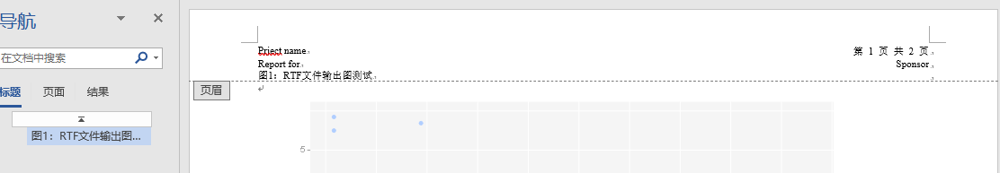 导航
在文档中搜索
标题 页面 结果
图1：RTF文件输出图...
Prject name 第 1 页 共 2 页
Report for Sponsor
图1：RTF文件输出图测试
页眉
5